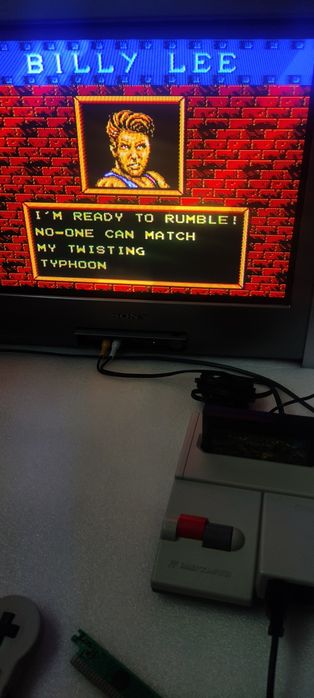 BILLY LEE
I'M READY TO RUMBLE!
NO-ONE CAN MATCH
MY TWISTING
TYPHOON
SONY